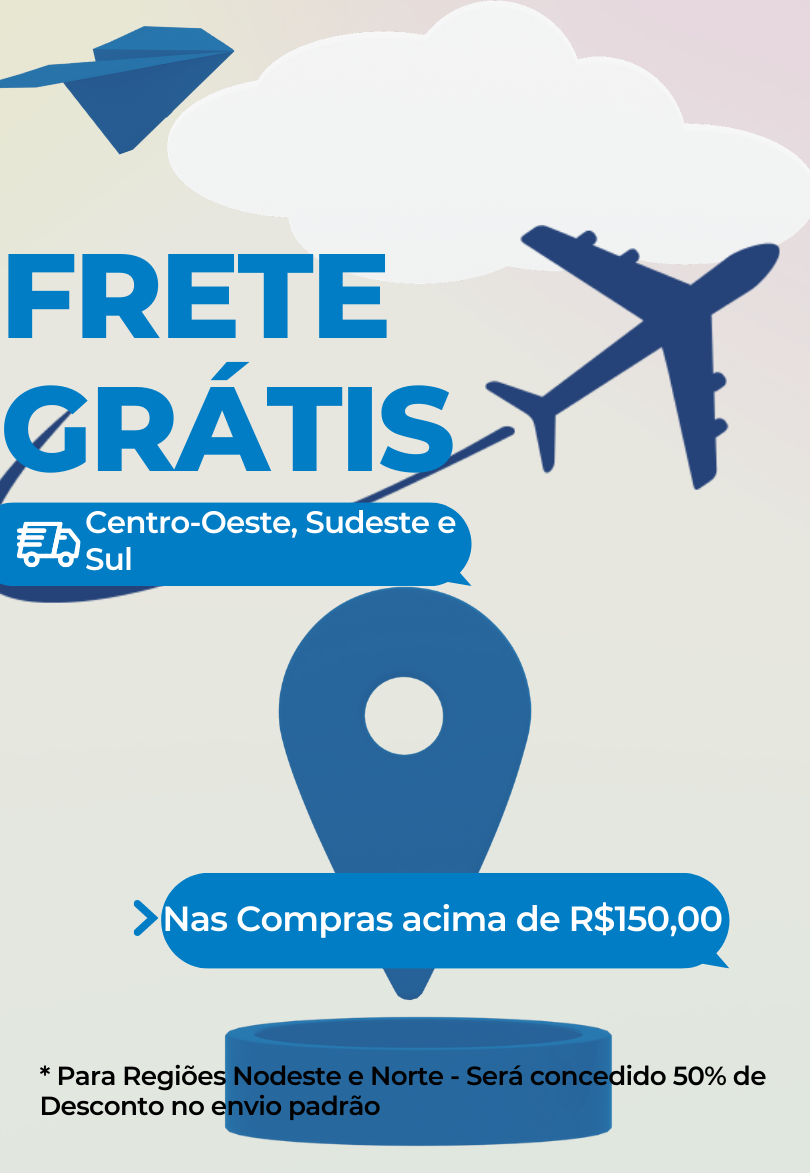 FRETE
GRÁTIS
Centro-Oeste, Sudeste e
Sul
Nas Compras acima de R$150,00
* Para Regiões Nodeste e Norte - Será concedido 50% de
Desconto no envio padrão